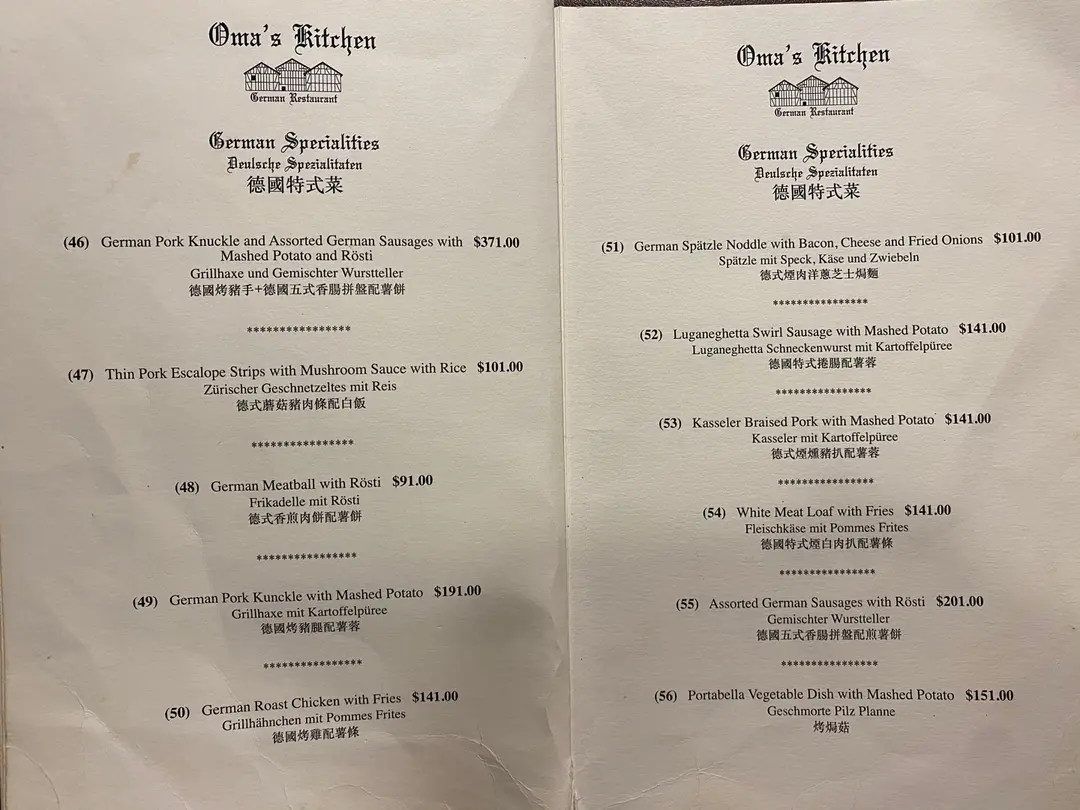 Oma's Kitchen
German Restaurant
German Specialities
Deulsche Spezialitaten
德國特式菜
(46) German Pork Knuckle and Assorted German Sausages with $371.00
Mashed Potato and Rösti
Grillhaxe und Gemischter Wurstteller
德國烤豬手+德國五式香腸拼盤配薯餅
****************
(47) Thin Pork Escalope Strips with Mushroom Sauce with Rice $101.00
Zürischer Geschnetzeltes mit Reis
德式蘑菇豬肉條配白飯
****************
(48) German Meatball with Rösti $91.00
Frikadelle mit Rösti
德式香煎肉餅配薯餅
****************
(49) German Pork Kunckle with Mashed Potato $191.00
Grillhaxe mit Kartoffelpüree
德國烤豬腿配薯蓉
****************
(50) German Roast Chicken with Fries $141.00
Grillhähnchen mit Pommes Frites
德國烤雞配薯條
Oma's Kitchen
German Restaurant
German Specialities
Deulsche Spezialitaten
德國特式菜
(51) German Spätzle Noddle with Bacon, Cheese and Fried Onions $101.00
Spätzle mit Speck, Käse und Zwiebeln
德式煙肉洋蔥芝士焗麵
****************
(52) Luganeghetta Swirl Sausage with Mashed Potato $141.00
Luganeghetta Schneckenwurst mit Kartoffelpüree
德國特式捲腸配薯蓉
****************
(53) Kasseler Braised Pork with Mashed Potato $141.00
Kasseler mit Kartoffelpüree
德式煙燻豬扒配薯蓉
****************
(54) White Meat Loaf with Fries $141.00
Fleischkäse mit Pommes Frites
德國特式煙白肉扒配薯條
****************
(55) Assorted German Sausages with Rösti $201.00
Gemischter Wurstteller
德國五式香腸拼盤配煎薯餅
****************
(56) Portabella Vegetable Dish with Mashed Potato $151.00
Geschmorte Pilz Planne
烤焗菇